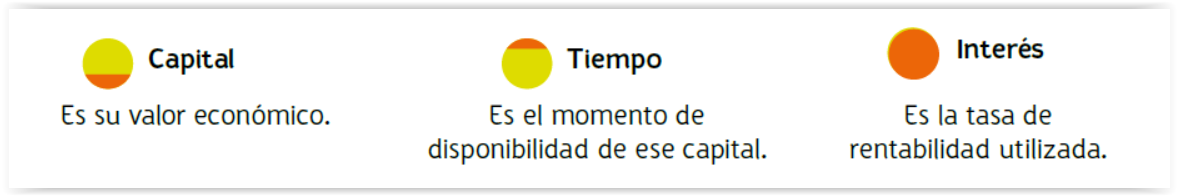 Capital
Es su valor económico.
Tiempo
Es el momento de
disponibilidad de ese capital.
Interés
Es la tasa de
rentabilidad utilizada.